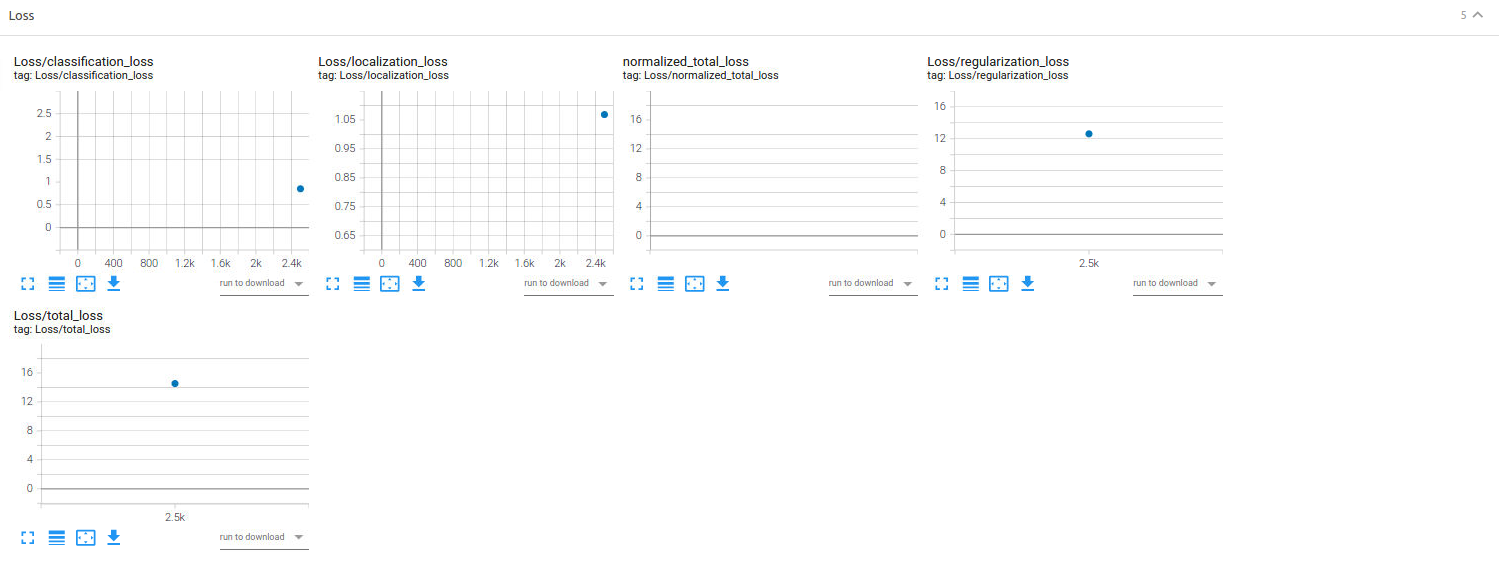 Loss 5
Loss/classification_loss
tag: Loss/classification_loss
2.5
2
1.5
1
0.5
0
0 400 800 1.2k 1.6k 2k 2.4k
run to download
Loss/localization_loss
tag: Loss/localization_loss
1.05
0.95
0.85
0.75
0.65
0 400 800 1.2k 1.6k 2k 2.4k
run to download
normalized_total_loss
tag: Loss/normalized_total_loss
16
12
8
4
0
run to download
Loss/regularization_loss
tag: Loss/regularization_loss
16
12
8
4
0
2.5k
run to download
Loss/total_loss
tag: Loss/total_loss
16
12
8
4
0
2.5k
run to download